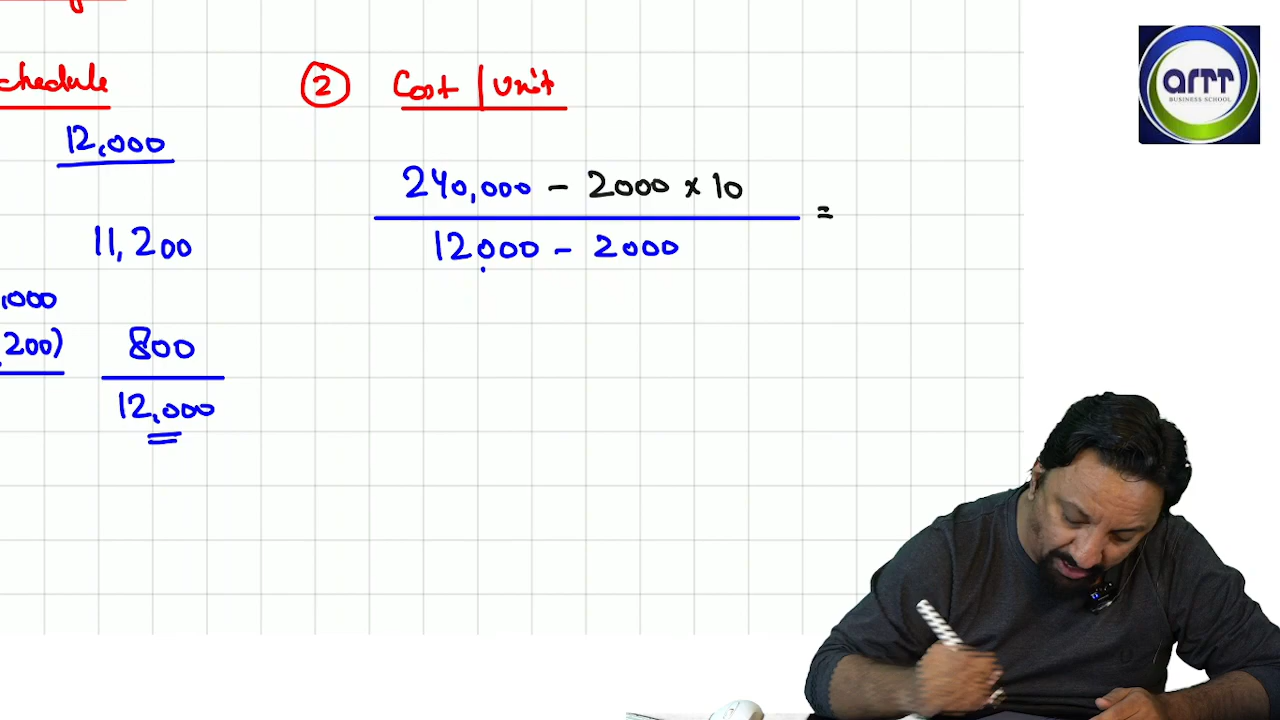 chedule
12,000
11,200
,000
,200) 800
12,000
② Cost / Unit
240,000 - 2000 × 10
=
12,000 - 2000
ARTT
BUSINESS SCHOOL